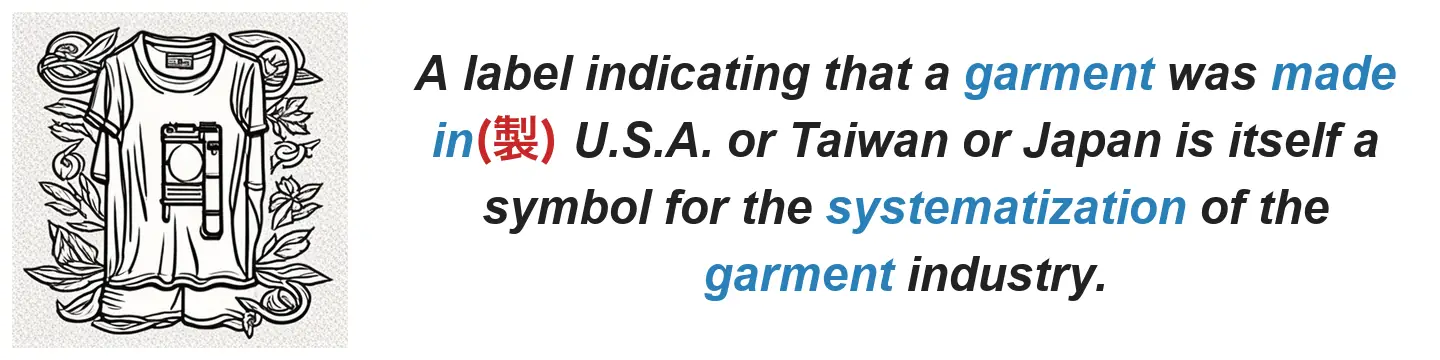 A label indicating that a garment was made
in(製) U.S.A. or Taiwan or Japan is itself a
symbol for the systematization of the
garment industry.